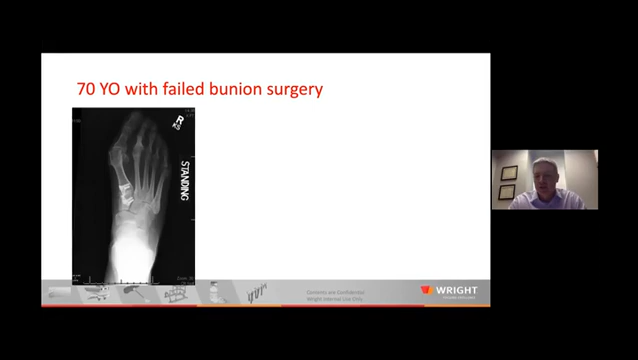 70 YO with failed bunion surgery
R
STANDING
Contents are Confidential
Wright Internal Use Only
WRIGHT